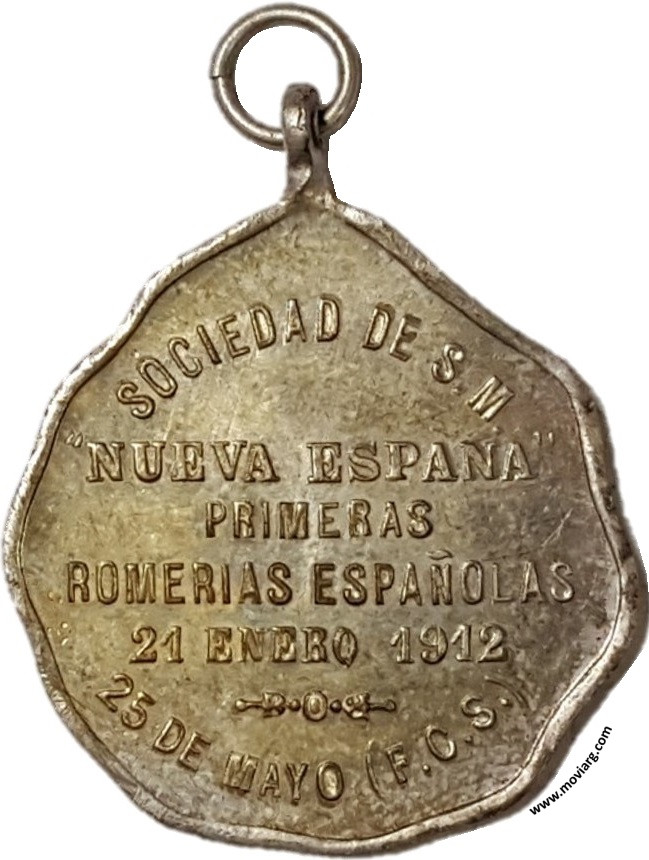 SOCIEDAD DE S.M
"NUEVA ESPAÑA"
PRIMERAS
ROMERIAS ESPAÑOLAS
21 ENERO 1912
25 DE MAYO (F.C.S.)
www.moviarg.com